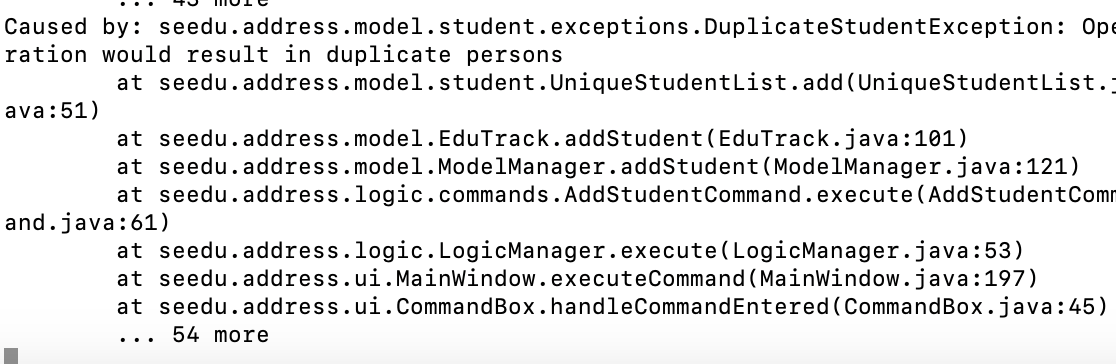 ... 43 more
Caused by: seedu.address.model.student.exceptions.DuplicateStudentException: Ope
ration would result in duplicate persons
at seedu.address.model.student.UniqueStudentList.add(UniqueStudentList.j
ava:51)
at seedu.address.model.EduTrack.addStudent(EduTrack.java:101)
at seedu.address.model.ModelManager.addStudent(ModelManager.java:121)
at seedu.address.logic.commands.AddStudentCommand.execute(AddStudentComm
and.java:61)
at seedu.address.logic.LogicManager.execute(LogicManager.java:53)
at seedu.address.ui.MainWindow.executeCommand(MainWindow.java:197)
at seedu.address.ui.CommandBox.handleCommandEntered(CommandBox.java:45)
... 54 more